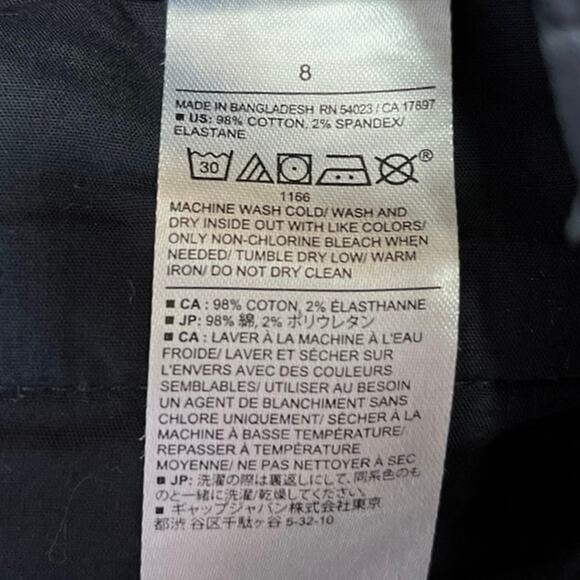 8
MADE IN BANGLADESH RN 54023 / CA 17897
■ US: 98% COTTON, 2% SPANDEX/
ELASTANE
30
®
1166
MACHINE WASH COLD/ WASH AND
DRY INSIDE OUT WITH LIKE COLORS/
ONLY NON-CHLORINE BLEACH WHEN
NEEDED/ TUMBLE DRY LOW/ WARM
IRON/ DO NOT DRY CLEAN
■ CA : 98% COTON, 2% ÉLASTHANNE
■ JP: 98% 綿, 2% ポリウレタン
■ CA : LAVER À LA MACHINE À L'EAU
FROIDE/ LAVER ET SÉCHER SUR
L'ENVERS AVEC DES COULEURS
SEMBLABLES/ UTILISER AU BESOIN
UN AGENT DE BLANCHIMENT SANS
CHLORE UNIQUEMENT/ SÉCHER À LA
MACHINE À BASSE TEMPÉRATURE/
REPASSER À TEMPÉRATURE
MOYENNE/ NE PAS NETTOYER À SEC
■ JP: 洗濯の際は裏返しにして、同系色のも
のと一緒に洗濯/乾燥してください。
■ ギャップジャパン株式会社東京
都渋 谷区千駄ヶ谷 5-32-10